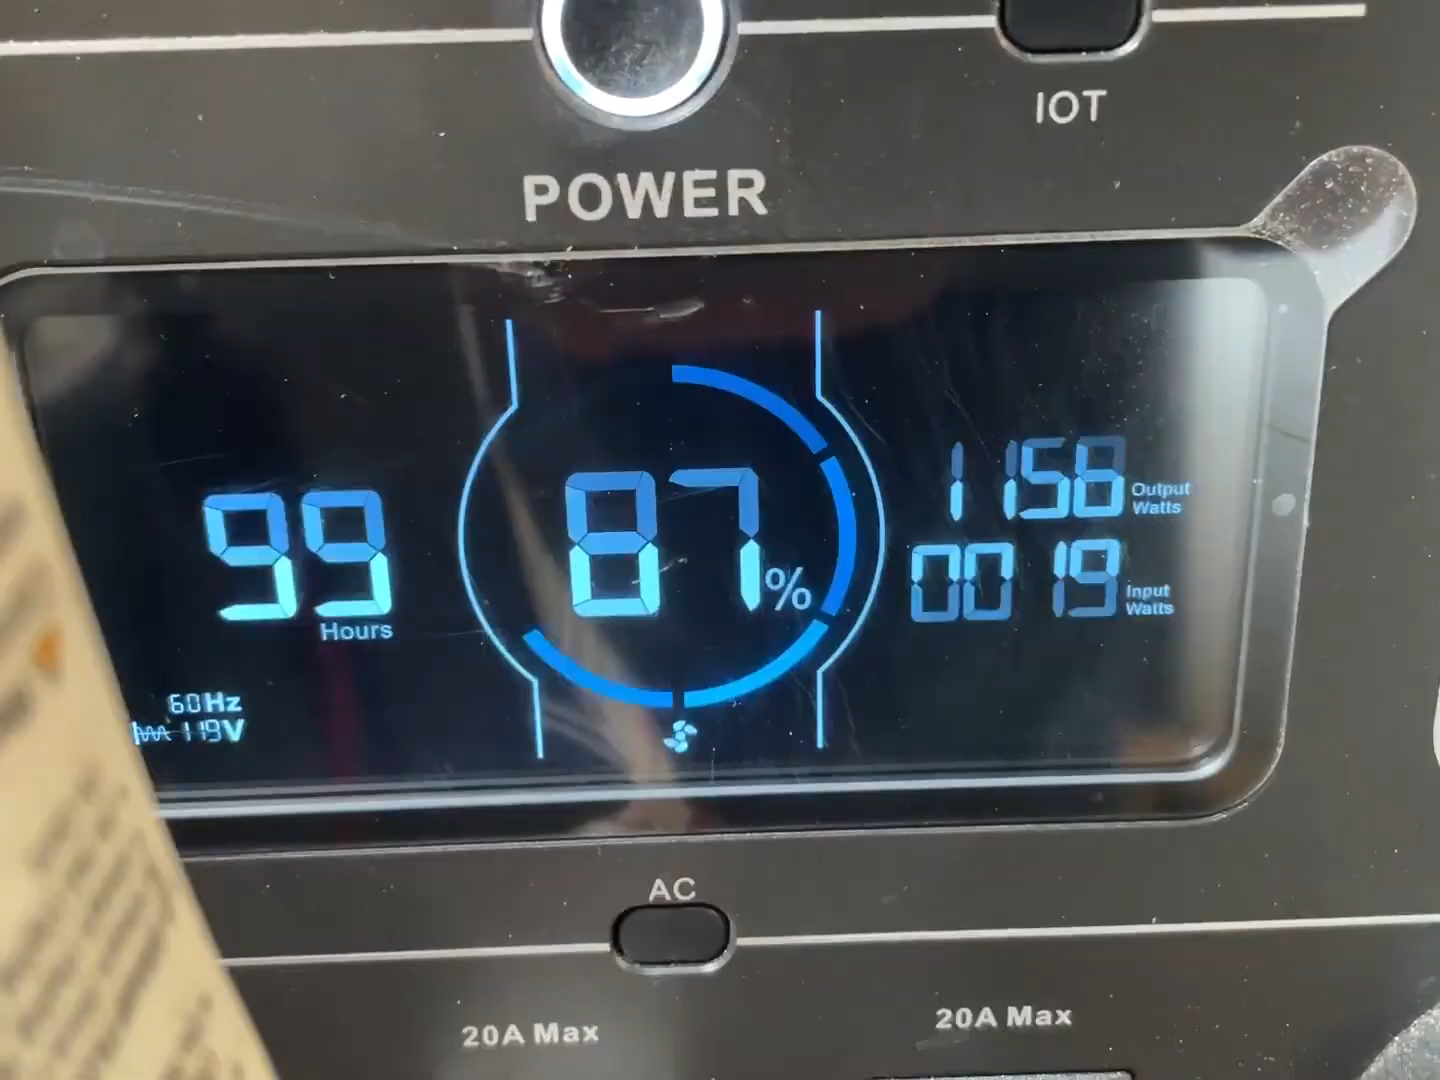 IOT
POWER
99
Hours
87%
1156 Output Watts
0019 Input Watts
60Hz
119V
AC
20A Max
20A Max